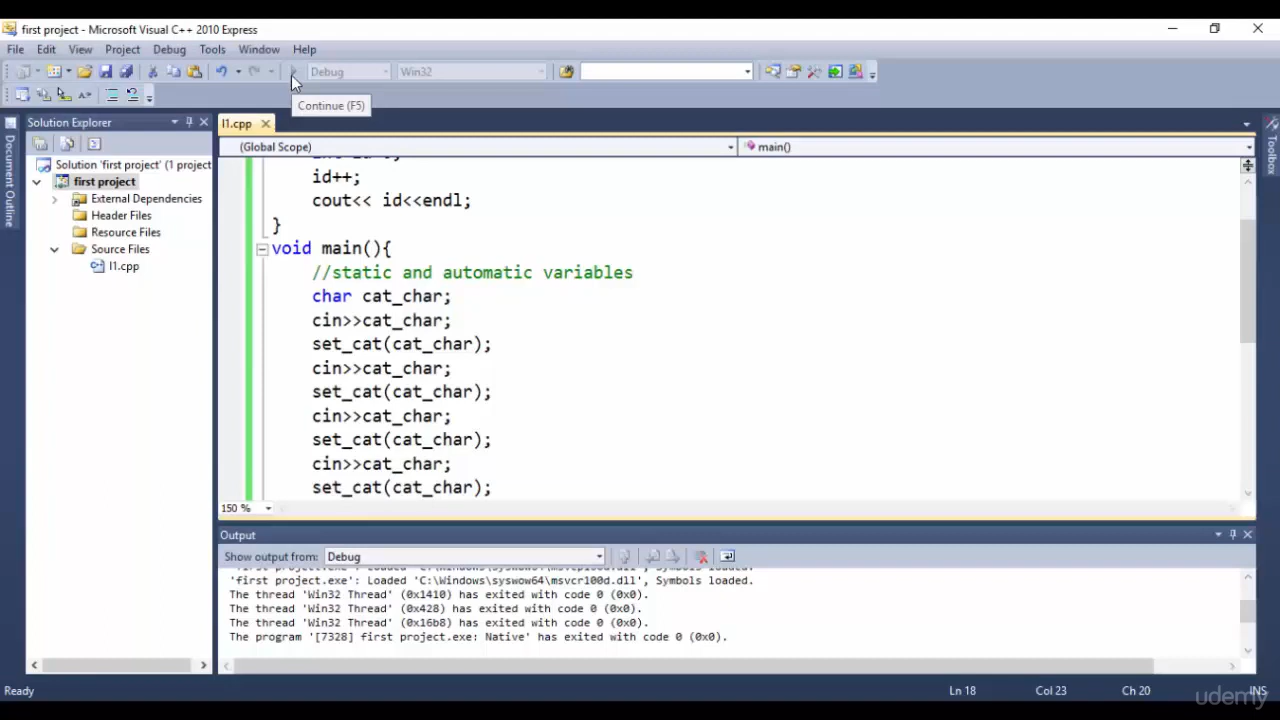 first project - Microsoft Visual C++ 2010 Express
File Edit View Project Debug Tools Window Help
Debug Win32
Continue (F5)
Document Outline
Solution Explorer
Solution 'first project' (1 project
first project
External Dependencies
Header Files
Resource Files
Source Files
l1.cpp
l1.cpp
(Global Scope) main()
id++;
cout<< id<<endl;
}
void main(){
//static and automatic variables
char cat_char;
cin>>cat_char;
set_cat(cat_char);
cin>>cat_char;
set_cat(cat_char);
cin>>cat_char;
set_cat(cat_char);
cin>>cat_char;
set_cat(cat_char);
150 %
Toolbox
Output
Show output from: Debug
'first project.exe': Loaded 'C:\Windows\syswow64\msvcr100d.dll', Symbols loaded.
The thread 'Win32 Thread' (0x1410) has exited with code 0 (0x0).
The thread 'Win32 Thread' (0x428) has exited with code 0 (0x0).
The thread 'Win32 Thread' (0x16b8) has exited with code 0 (0x0).
The program '[7328] first project.exe: Native' has exited with code 0 (0x0).
Ready Ln 18 Col 23 Ch 20 INS
udemy